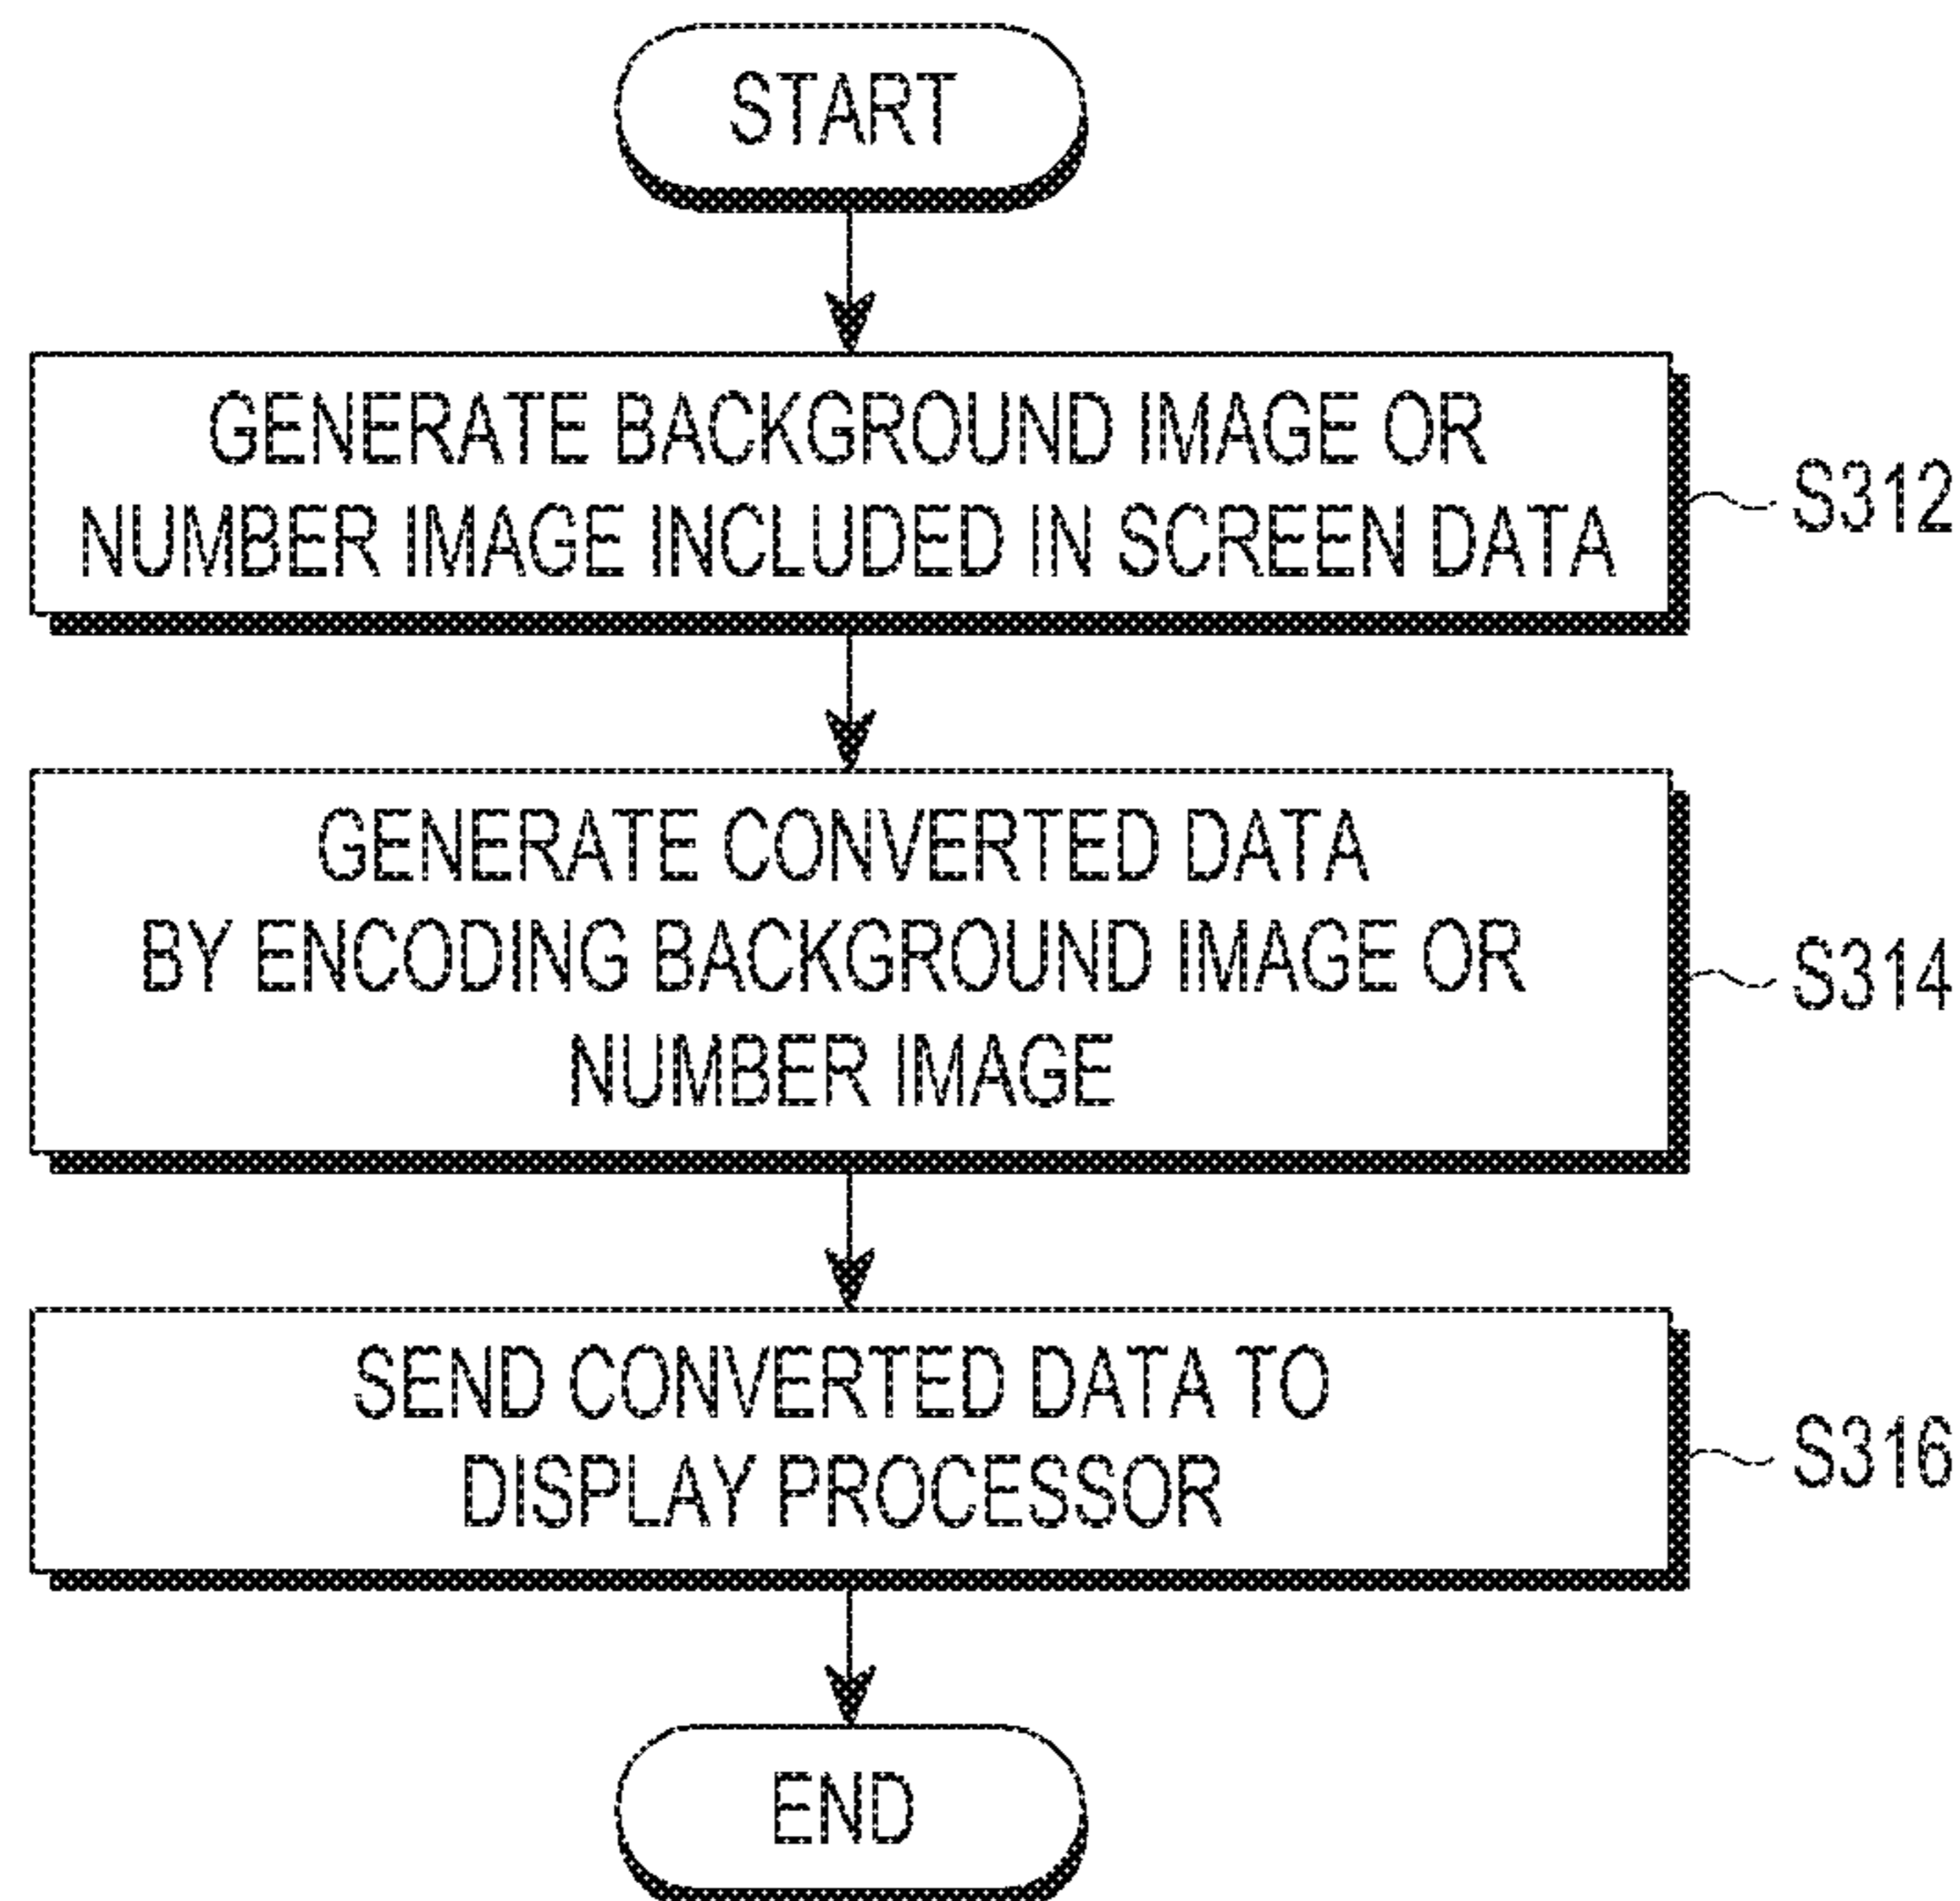 START
GENERATE BACKGROUND IMAGE OR
NUMBER IMAGE INCLUDED IN SCREEN DATA
S312
GENERATE CONVERTED DATA
BY ENCODING BACKGROUND IMAGE OR
NUMBER IMAGE
S314
SEND CONVERTED DATA TO
DISPLAY PROCESSOR
S316
END